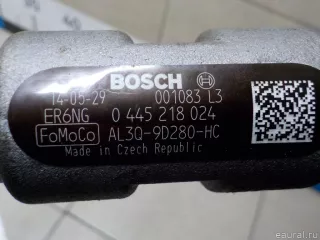 BOSCH
14-05-29 001083 L3
ER6NG 0 445 218 024
FoMoCo AL3Q-9D280-HC
Made in Czech Republic
© eaural.ru